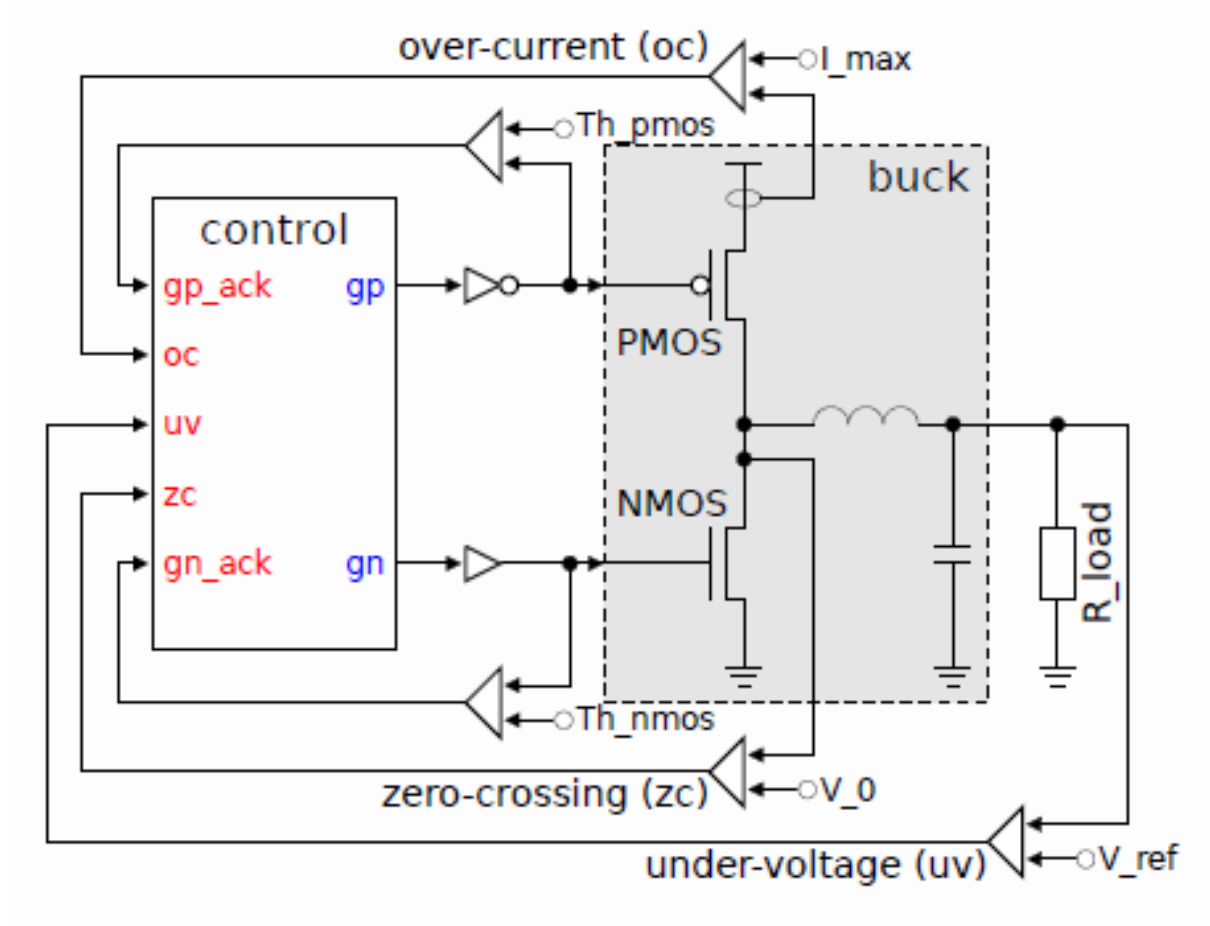 over-current (oc)
I_max
Th_pmos
buck
control
gp_ack
gp
oc
PMOS
uv
zc
NMOS
gn_ack
gn
R_load
Th_nmos
zero-crossing (zc)
V_0
under-voltage (uv)
V_ref